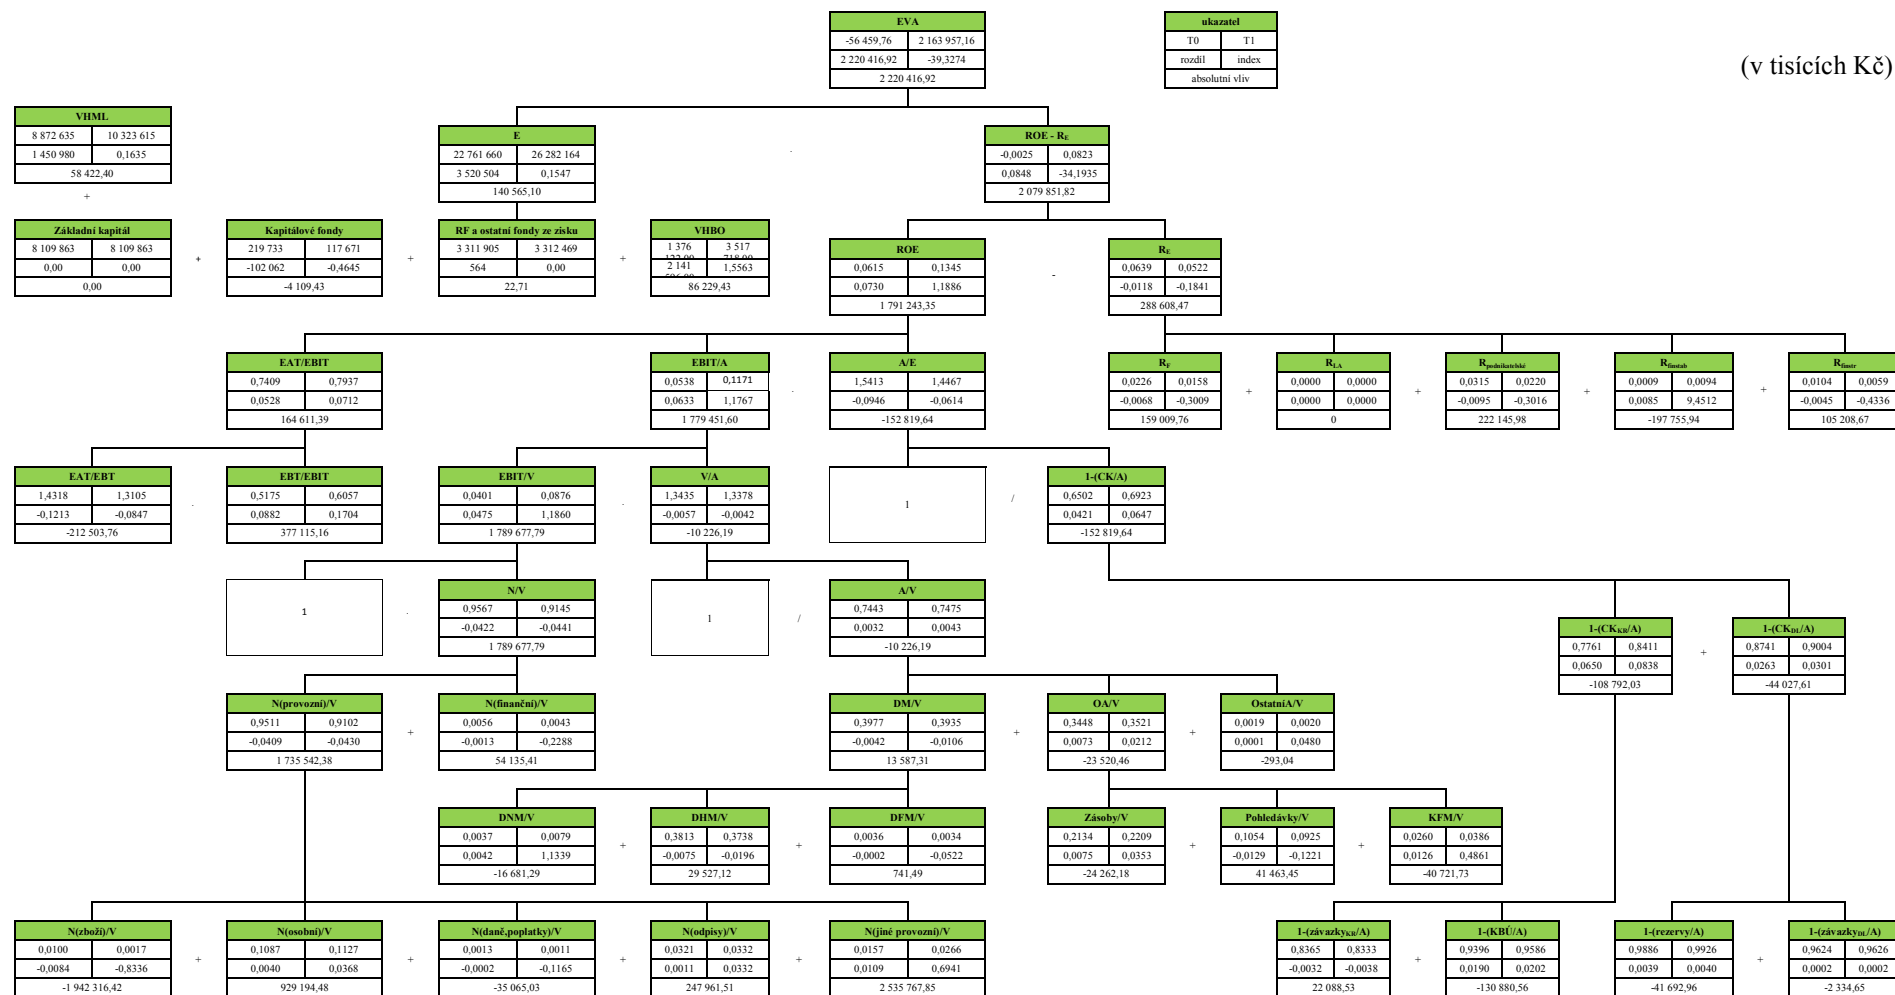 EVA
-56 459,76 2 163 957,16
2 220 416,92 -39,3274
2 220 416,92
ukazatel
T0 T1
rozdíl index
absolutní vliv
(v tisících Kč)
VHML
8 872 635 10 323 615
1 450 980 0,1635
58 422,40
+
E
22 761 660 26 282 164
3 520 504 0,1547
140 565,10
.
ROE - RE
-0,0025 0,0823
0,0848 -34,1935
2 079 851,82
Základní kapitál
8 109 863 8 109 863
0,00 0,00
0,00
+
Kapitálové fondy
219 733 117 671
-102 062 -0,4645
-4 109,43
+
RF a ostatní fondy ze zisku
3 311 905 3 312 469
564 0,00
22,71
+
VHBO
1 376 3 517
2 141 1,5563
86 229,43
ROE
0,0615 0,1345
0,0730 1,1886
1 791 243,35
-
RE
0,0639 0,0522
-0,0118 -0,1841
288 608,47
EAT/EBIT
0,7409 0,7937
0,0528 0,0712
164 611,39
EBIT/A
0,0538 0,1171
0,0633 1,1767
1 779 451,60
.
A/E
1,5413 1,4467
-0,0946 -0,0614
-152 819,64
RF
0,0226 0,0158
-0,0068 -0,3009
159 009,76
+
RLA
0,0000 0,0000
0,0000 0,0000
0
+
Rpodnikatelské
0,0315 0,0220
-0,0095 -0,3016
222 145,98
+
Rfinstab
0,0009 0,0094
0,0085 9,4512
-197 755,94
+
Rfinstr
0,0104 0,0059
-0,0045 -0,4336
105 208,67
EAT/EBT
1,4318 1,3105
-0,1213 -0,0847
-212 503,76
.
EBT/EBIT
0,5175 0,6057
0,0882 0,1704
377 115,16
EBIT/V
0,0401 0,0876
0,0475 1,1860
1 789 677,79
.
V/A
1,3435 1,3378
-0,0057 -0,0042
-10 226,19
1
/
1-(CK/A)
0,6502 0,6923
0,0421 0,0647
-152 819,64
1
.
N/V
0,9567 0,9145
-0,0422 -0,0441
1 789 677,79
1
/
A/V
0,7443 0,7475
0,0032 0,0043
-10 226,19
1-(CKKR/A)
0,7761 0,8411
0,0650 0,0838
-108 792,03
+
1-(CKDL/A)
0,8741 0,9004
0,0263 0,0301
-44 027,61
N(provozní)/V
0,9511 0,9102
-0,0409 -0,0430
1 735 542,38
+
N(finanční)/V
0,0056 0,0043
-0,0013 -0,2288
54 135,41
DM/V
0,3977 0,3935
-0,0042 -0,0106
13 587,31
+
OA/V
0,3448 0,3521
0,0073 0,0212
-23 520,46
+
OstatníA/V
0,0019 0,0020
0,0001 0,0480
-293,04
DNM/V
0,0037 0,0079
0,0042 1,1339
-16 681,29
+
DHM/V
0,3813 0,3738
-0,0075 -0,0196
29 527,12
+
DFM/V
0,0036 0,0034
-0,0002 -0,0522
741,49
Zásoby/V
0,2134 0,2209
0,0075 0,0353
-24 262,18
+
Pohledávky/V
0,1054 0,0925
-0,0129 -0,1221
41 463,45
+
KFM/V
0,0260 0,0386
0,0126 0,4861
-40 721,73
N(zboží)/V
0,0100 0,0017
-0,0084 -0,8336
-1 942 316,42
+
N(osobní)/V
0,1087 0,1127
0,0040 0,0368
929 194,48
+
N(daně,poplatky)/V
0,0013 0,0011
-0,0002 -0,1165
-35 065,03
+
N(odpisy)/V
0,0321 0,0332
0,0011 0,0332
247 961,51
+
N(jiné provozní)/V
0,0157 0,0266
0,0109 0,6941
2 535 767,85
1-(závazkyKR/A)
0,8365 0,8333
-0,0032 -0,0038
22 088,53
+
1-(KBÚ/A)
0,9396 0,9586
0,0190 0,0202
-130 880,56
1-(rezervy/A)
0,9886 0,9926
0,0039 0,0040
-41 692,96
+
1-(závazkyDL/A)
0,9624 0,9626
0,0002 0,0002
-2 334,65